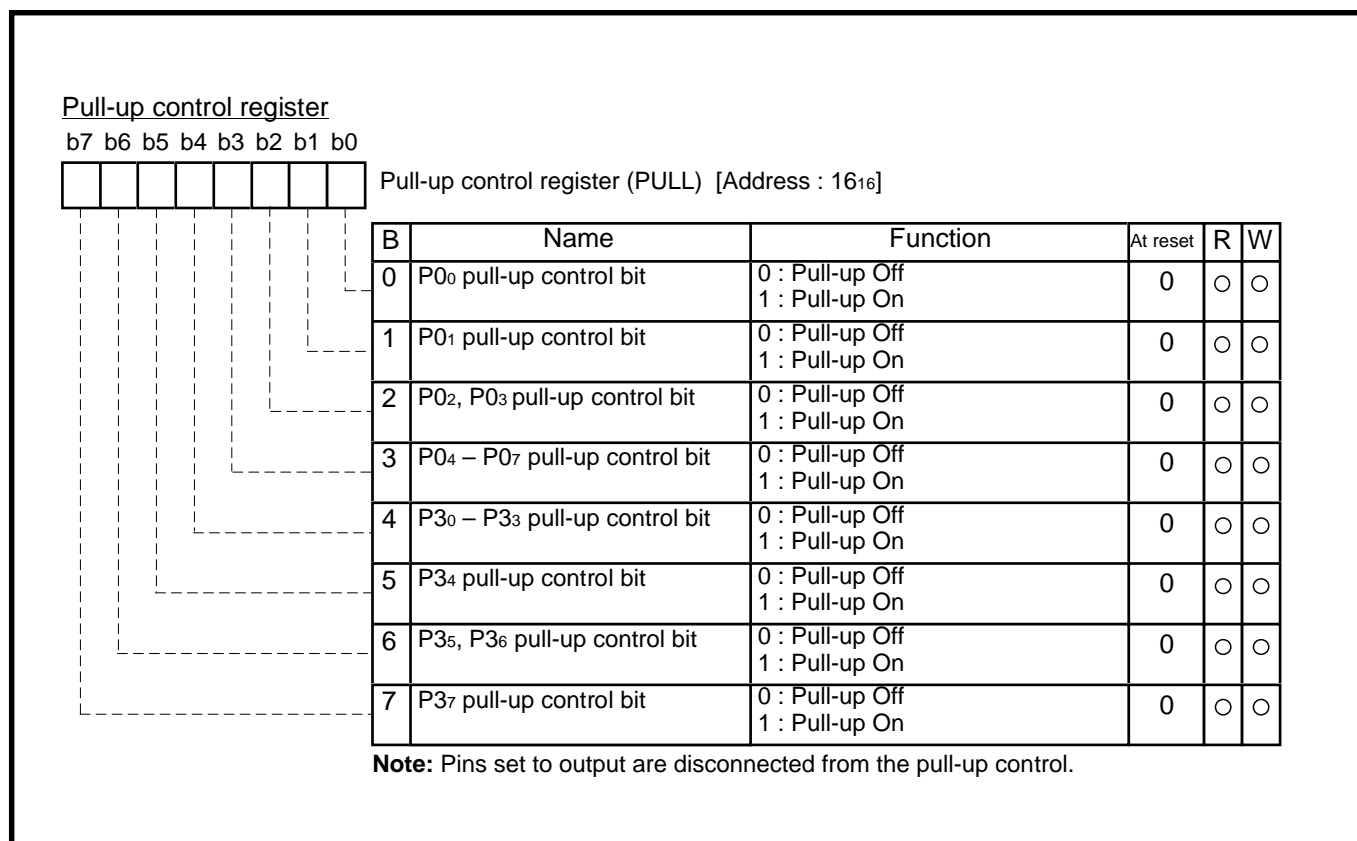 Pull-up control register
b7 b6 b5 b4 b3 b2 b1 b0
Pull-up control register (PULL) [Address : 16₁₆]
B Name Function At reset R W
0 P0₀ pull-up control bit 0 : Pull-up Off 0 ○ ○
1 : Pull-up On
1 P0₁ pull-up control bit 0 : Pull-up Off 0 ○ ○
1 : Pull-up On
2 P0₂, P0₃ pull-up control bit 0 : Pull-up Off 0 ○ ○
1 : Pull-up On
3 P0₄ – P0₇ pull-up control bit 0 : Pull-up Off 0 ○ ○
1 : Pull-up On
4 P3₀ – P3₃ pull-up control bit 0 : Pull-up Off 0 ○ ○
1 : Pull-up On
5 P3₄ pull-up control bit 0 : Pull-up Off 0 ○ ○
1 : Pull-up On
6 P3₅, P3₆ pull-up control bit 0 : Pull-up Off 0 ○ ○
1 : Pull-up On
7 P3₇ pull-up control bit 0 : Pull-up Off 0 ○ ○
1 : Pull-up On
Note: Pins set to output are disconnected from the pull-up control.